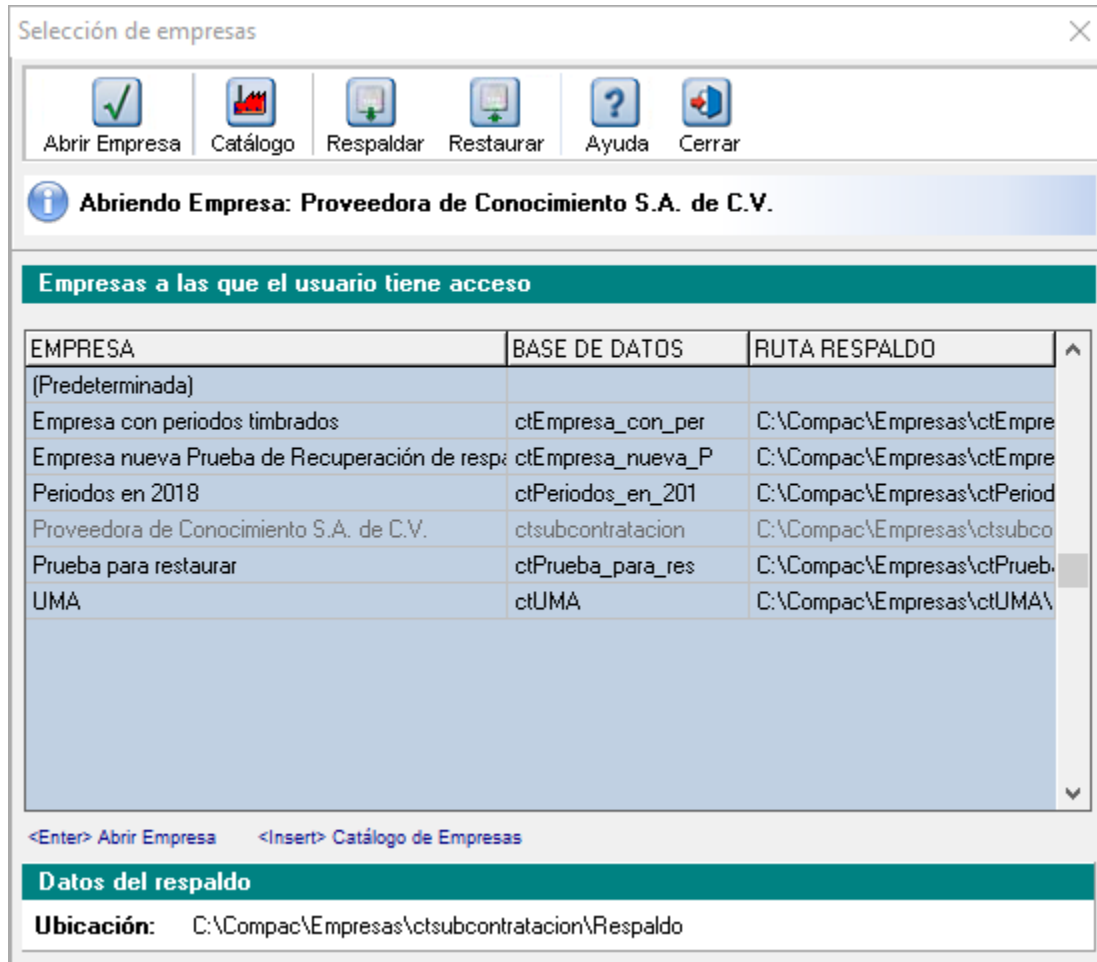 Selección de empresas
Abrir Empresa Catálogo Respaldar Restaurar Ayuda Cerrar
Abriendo Empresa: Proveedora de Conocimiento S.A. de C.V.
Empresas a las que el usuario tiene acceso
EMPRESA BASE DE DATOS RUTA RESPALDO
(Predeterminada)
Empresa con periodos timbrados ctEmpresa_con_per C:\Compac\Empresas\ctEmpre
Empresa nueva Prueba de Recuperación de respa ctEmpresa_nueva_P C:\Compac\Empresas\ctEmpre
Periodos en 2018 ctPeriodos_en_201 C:\Compac\Empresas\ctPeriod
Proveedora de Conocimiento S.A. de C.V. ctsubcontratacion C:\Compac\Empresas\ctsubco
Prueba para restaurar ctPrueba_para_res C:\Compac\Empresas\ctPrueb
UMA ctUMA C:\Compac\Empresas\ctUMA\
<Enter> Abrir Empresa <Insert> Catálogo de Empresas
Datos del respaldo
Ubicación: C:\Compac\Empresas\ctsubcontratacion\Respaldo